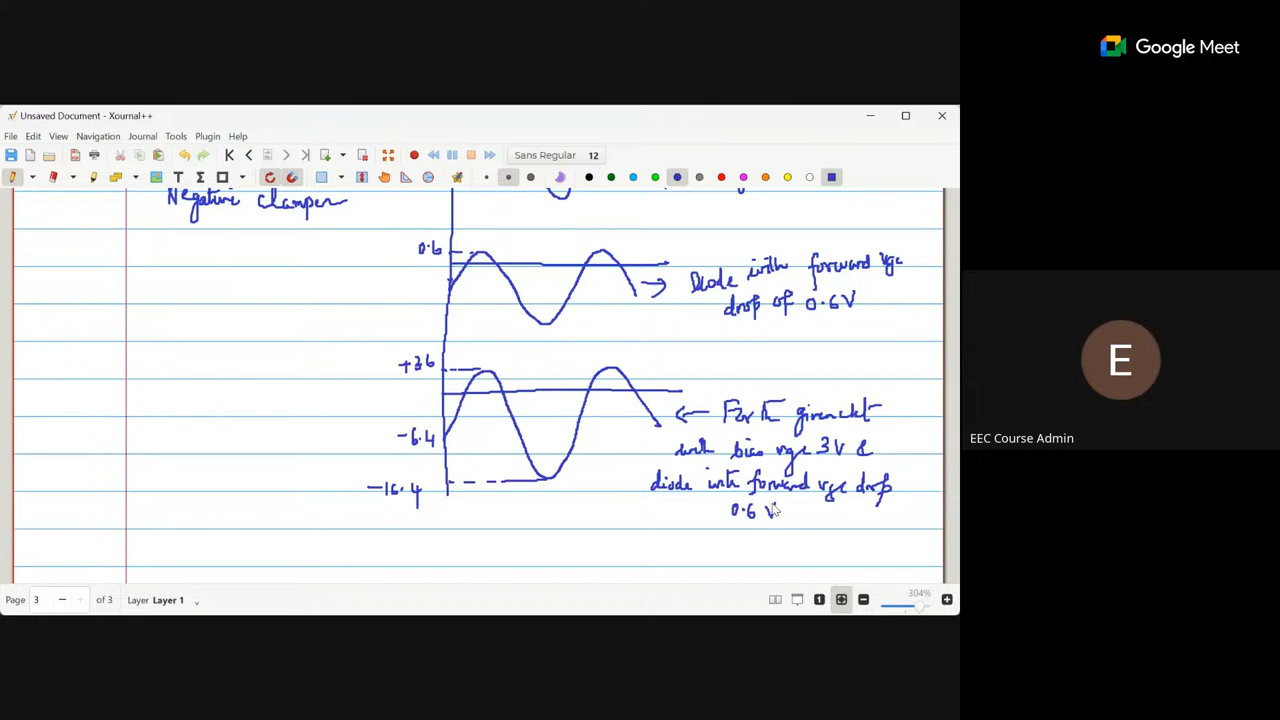 Google Meet
Unsaved Document - Xournal++
File Edit View Navigation Journal Tools Plugin Help
Sans Regular 12
Negative clamper
0.6
Diode with forward vge
drop of 0.6V
+3.6
← For the given ckt
-6.4
with bias vge 3V &
diode with forward vge drop
-16.4
0.6 V
EEC Course Admin
Page 3 of 3 Layer Layer 1 304%